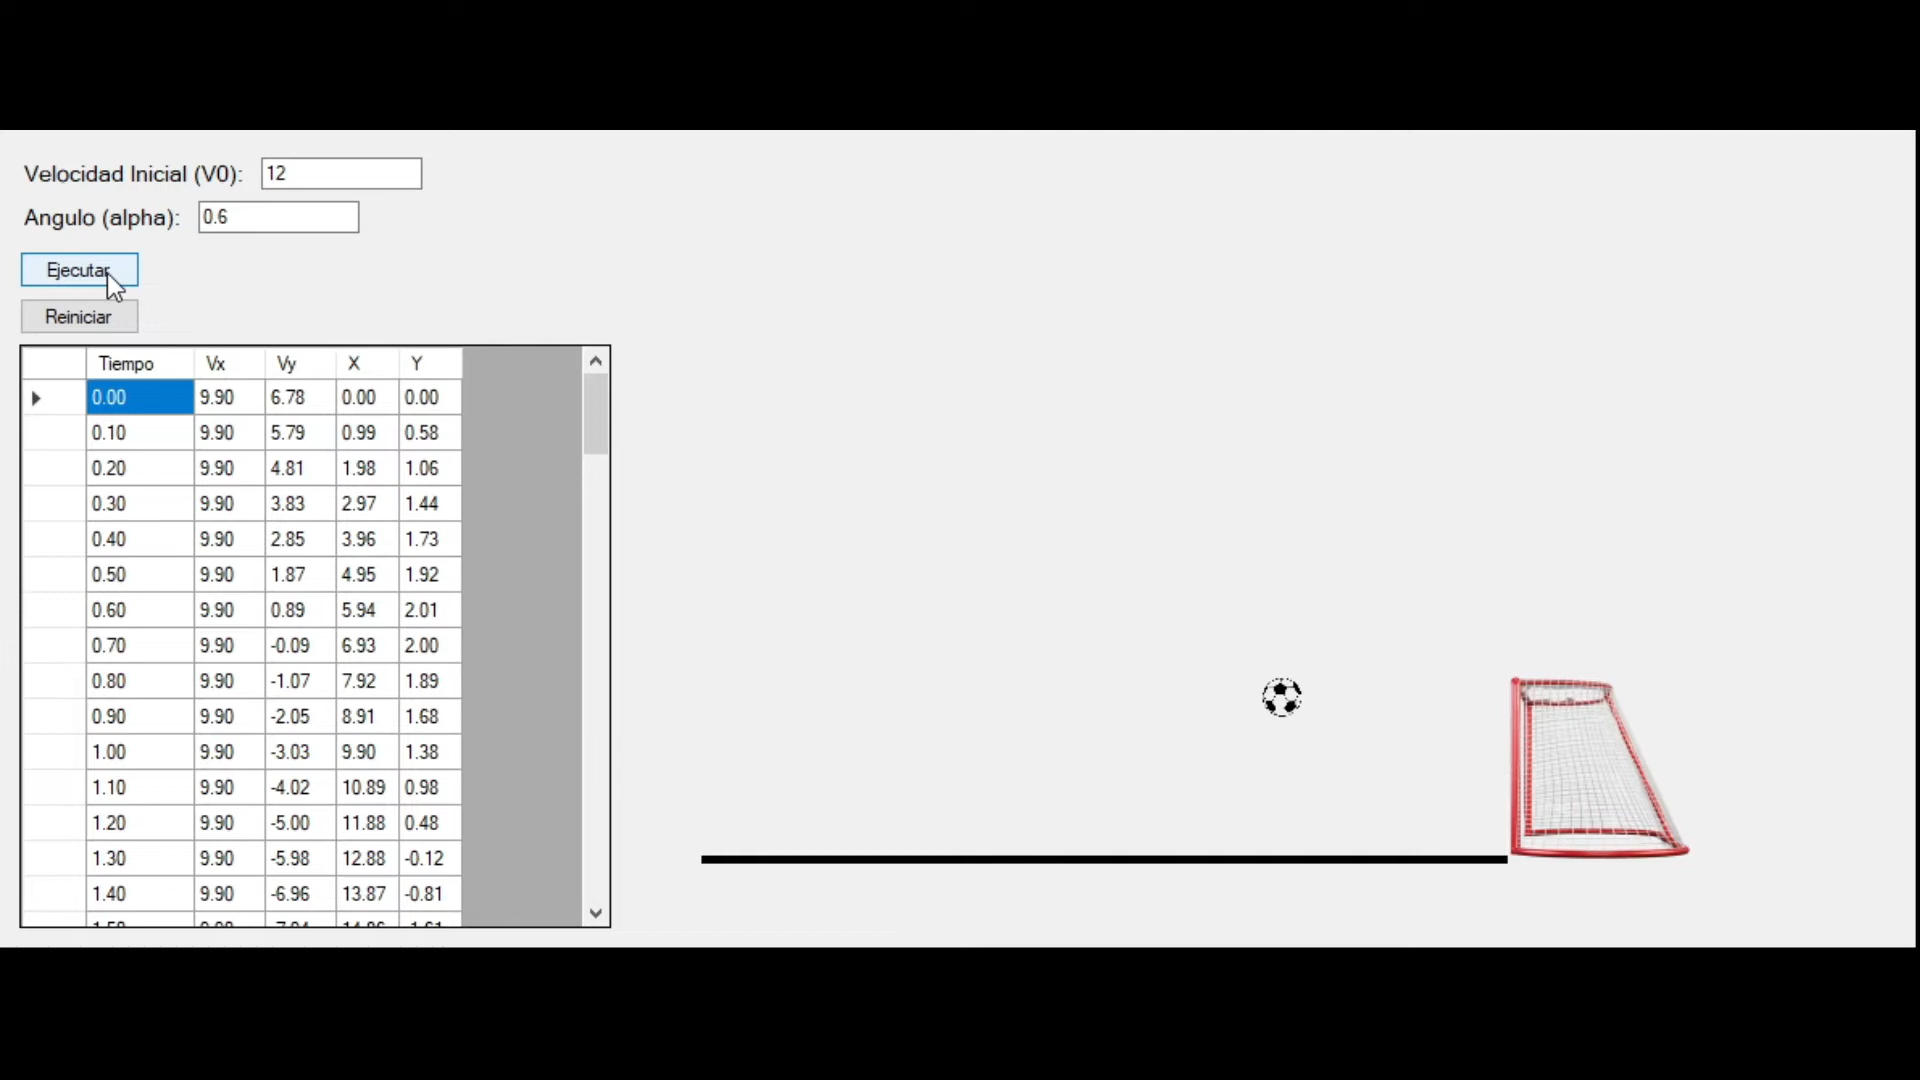 Velocidad Inicial (V0): 12
Angulo (alpha): 0.6
Ejecutar
Reiniciar
Tiempo Vx Vy X Y
0.00 9.90 6.78 0.00 0.00
0.10 9.90 5.79 0.99 0.58
0.20 9.90 4.81 1.98 1.06
0.30 9.90 3.83 2.97 1.44
0.40 9.90 2.85 3.96 1.73
0.50 9.90 1.87 4.95 1.92
0.60 9.90 0.89 5.94 2.01
0.70 9.90 -0.09 6.93 2.00
0.80 9.90 -1.07 7.92 1.89
0.90 9.90 -2.05 8.91 1.68
1.00 9.90 -3.03 9.90 1.38
1.10 9.90 -4.02 10.89 0.98
1.20 9.90 -5.00 11.88 0.48
1.30 9.90 -5.98 12.88 -0.12
1.40 9.90 -6.96 13.87 -0.81